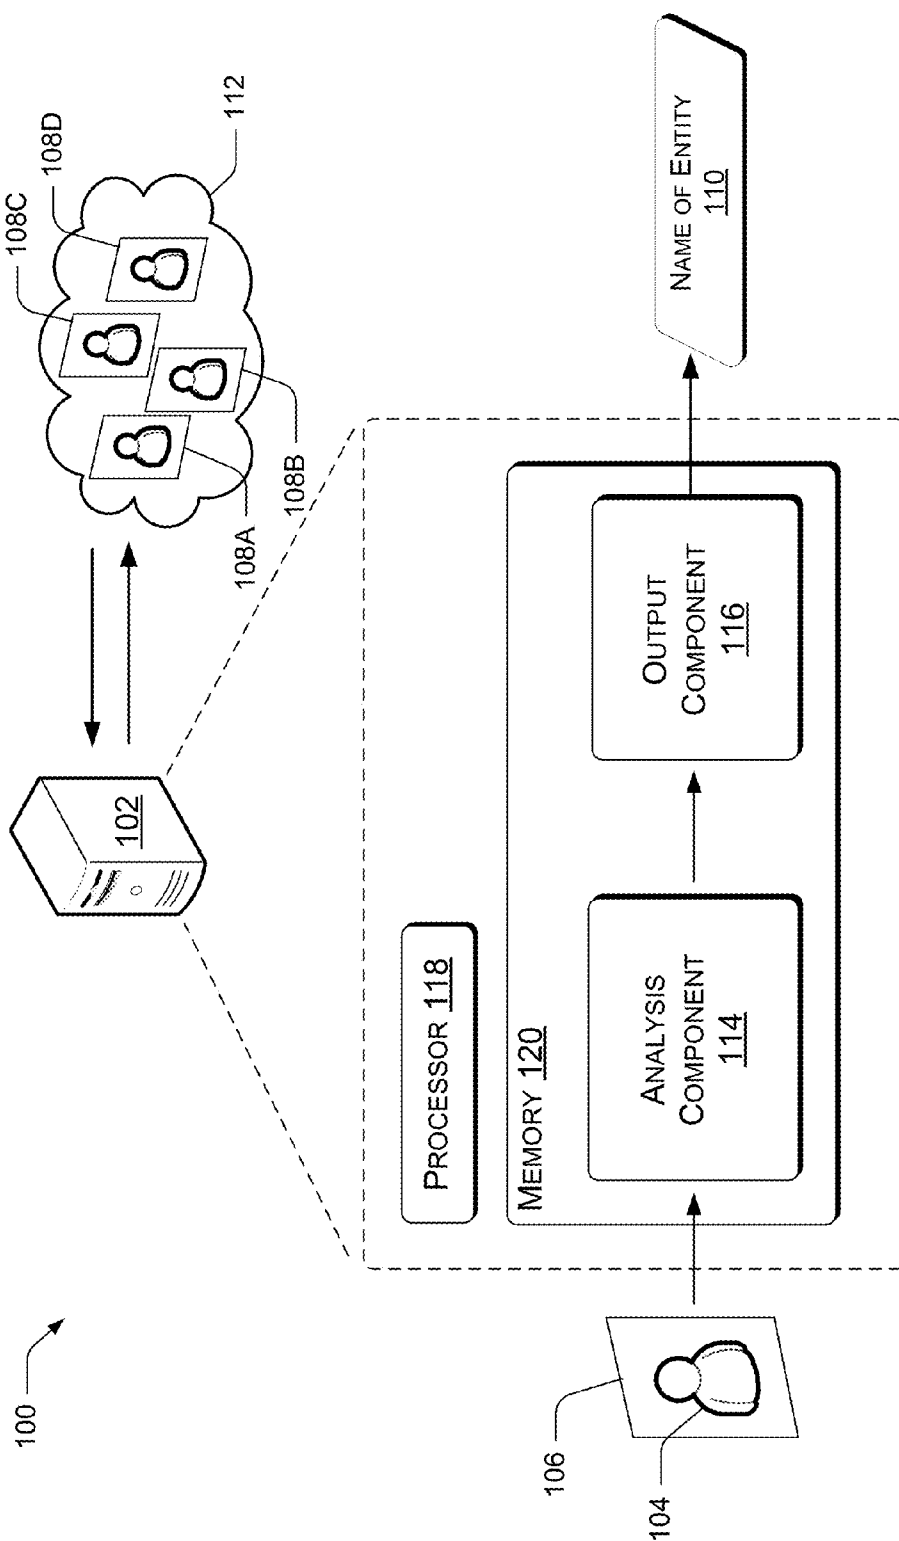 100
102
108A
108B
108C
108D
112
PROCESSOR 118
MEMORY 120
106
104
ANALYSIS
COMPONENT
114
OUTPUT
COMPONENT
116
NAME OF ENTITY
110